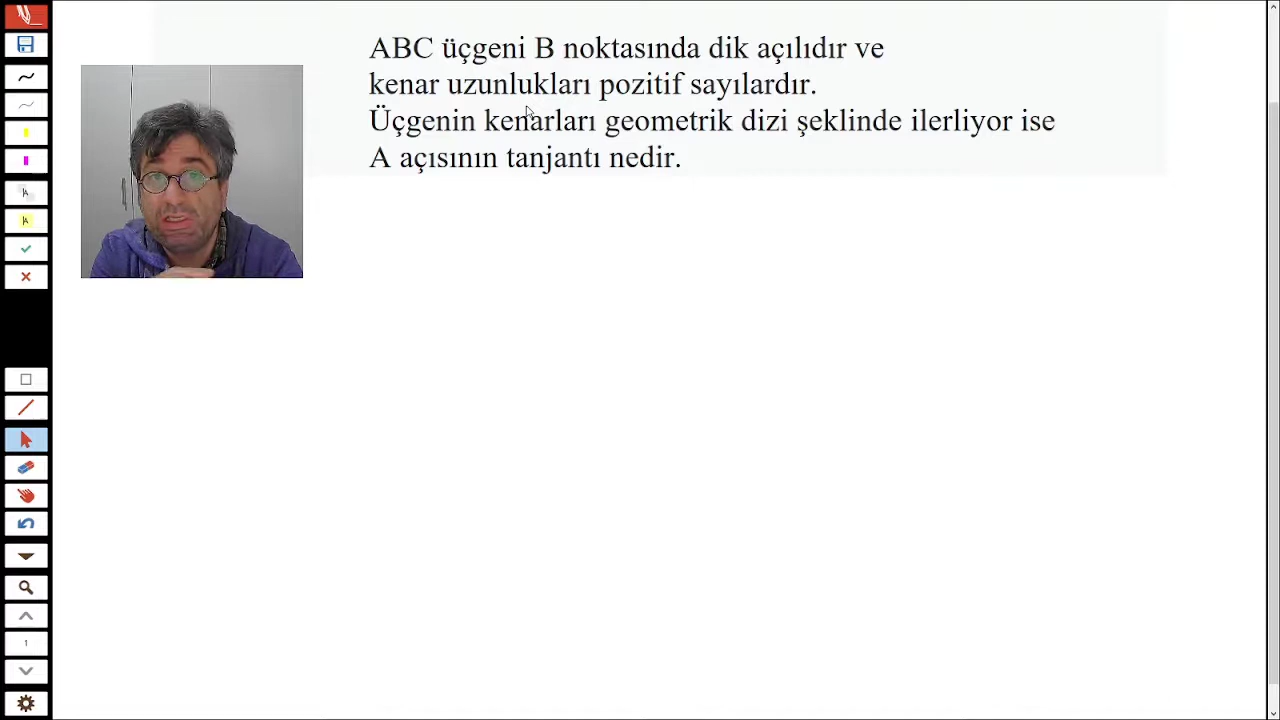 ABC üçgeni B noktasında dik açılıdır ve
kenar uzunlukları pozitif sayılardır.
Üçgenin kenarları geometrik dizi şeklinde ilerliyor ise
A açısının tanjantı nedir.
A
A
1